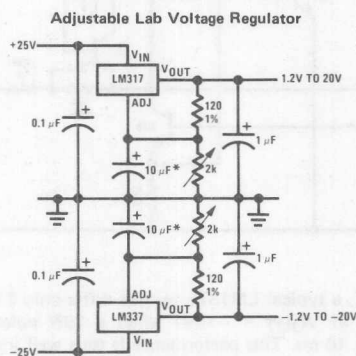 Adjustable Lab Voltage Regulator
+25V
VIN
LM317
VOUT
1.2V TO 20V
ADJ
120
1%
0.1 µF
+
+
10 µF*
2k
+
1 µF
+
10 µF*
2k
0.1 µF
+
120
1%
+
1 µF
ADJ
LM337
VOUT
–1.2V TO –20V
VIN
–25V